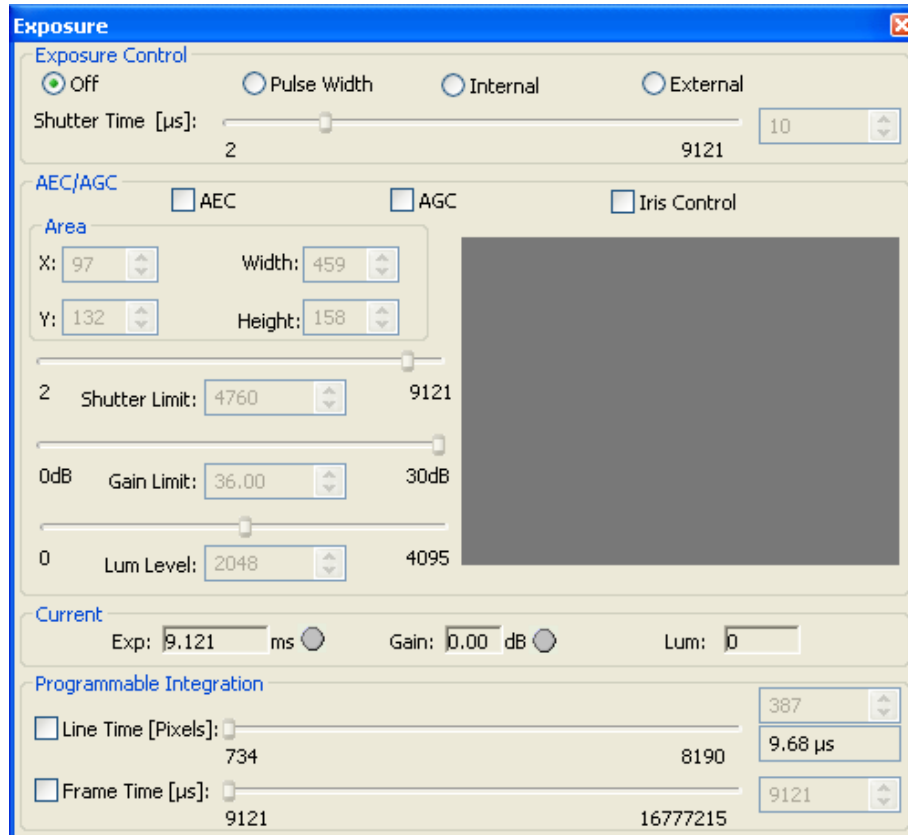 Exposure
Exposure Control
Off Pulse Width Internal External
Shutter Time [µs]: 10
2 9121
AEC/AGC
AEC AGC Iris Control
Area
X: 97 Width: 459
Y: 132 Height: 158
2 Shutter Limit: 4760 9121
0dB Gain Limit: 36.00 30dB
0 Lum Level: 2048 4095
Current
Exp: 9.121 ms Gain: 0.00 dB Lum: 0
Programmable Integration
387
Line Time [Pixels]:
734 8190 9.68 µs
Frame Time [µs]: 9121
9121 16777215